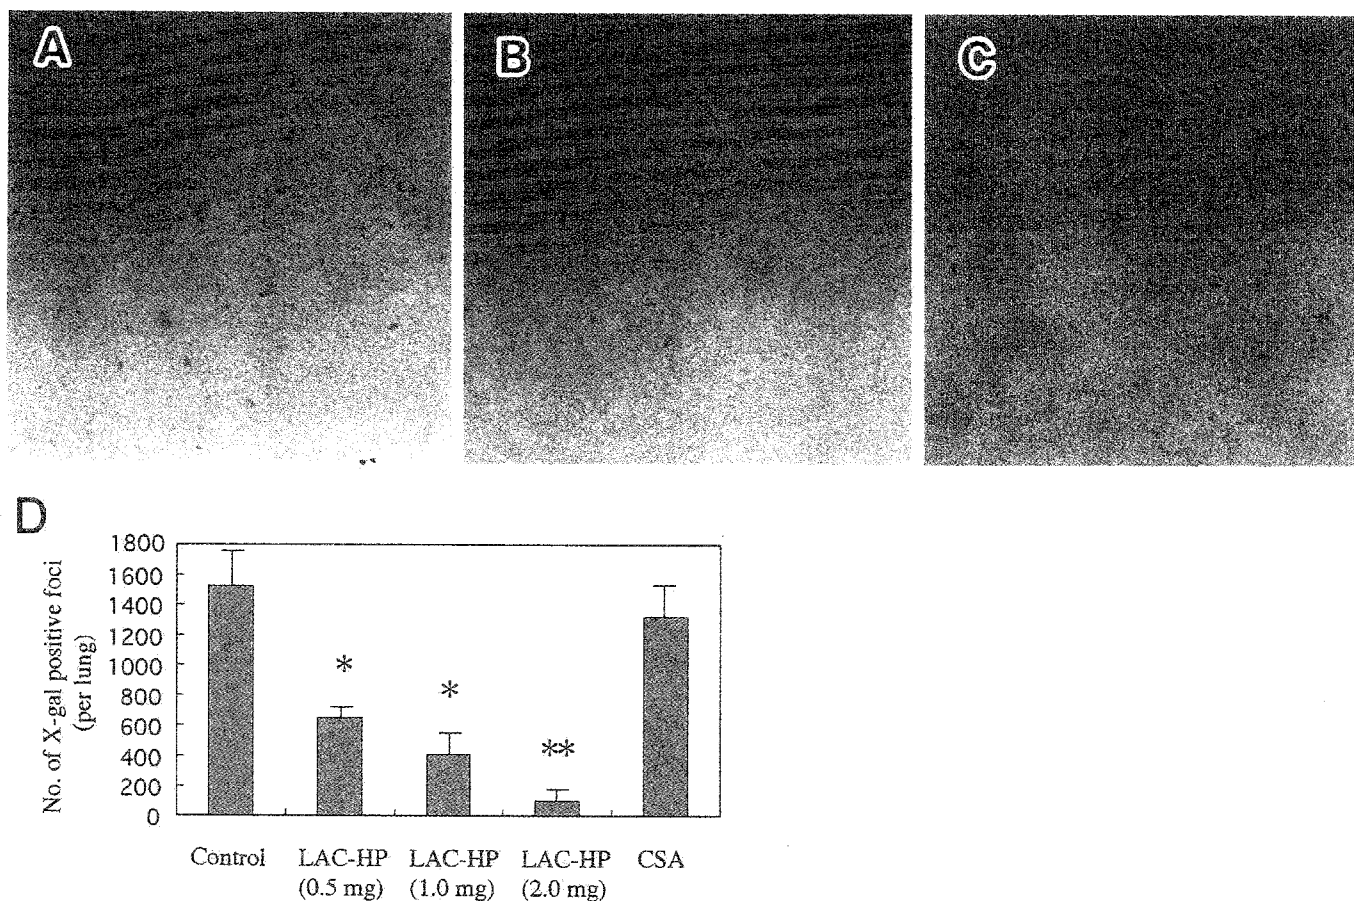 A
B
C
D
No. of X-gal positive foci
(per lung)
1800
1600
1400
1200
1000
800
600
400
200
0
*
*
**
Control
LAC-HP
(0.5 mg)
LAC-HP
(1.0 mg)
LAC-HP
(2.0 mg)
CSA